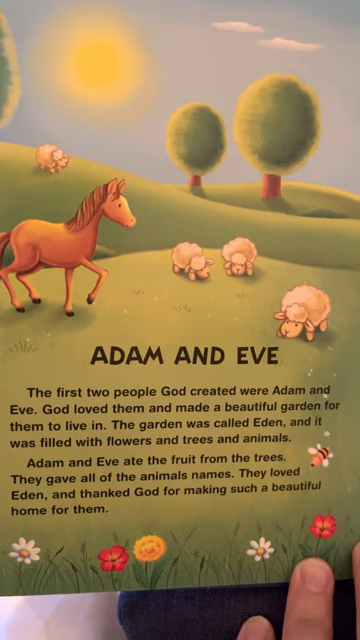 ADAM AND EVE
The first two people God created were Adam and
Eve. God loved them and made a beautiful garden for
them to live in. The garden was called Eden, and it
was filled with flowers and trees and animals.
Adam and Eve ate the fruit from the trees.
They gave all of the animals names. They loved
Eden, and thanked God for making such a beautiful
home for them.